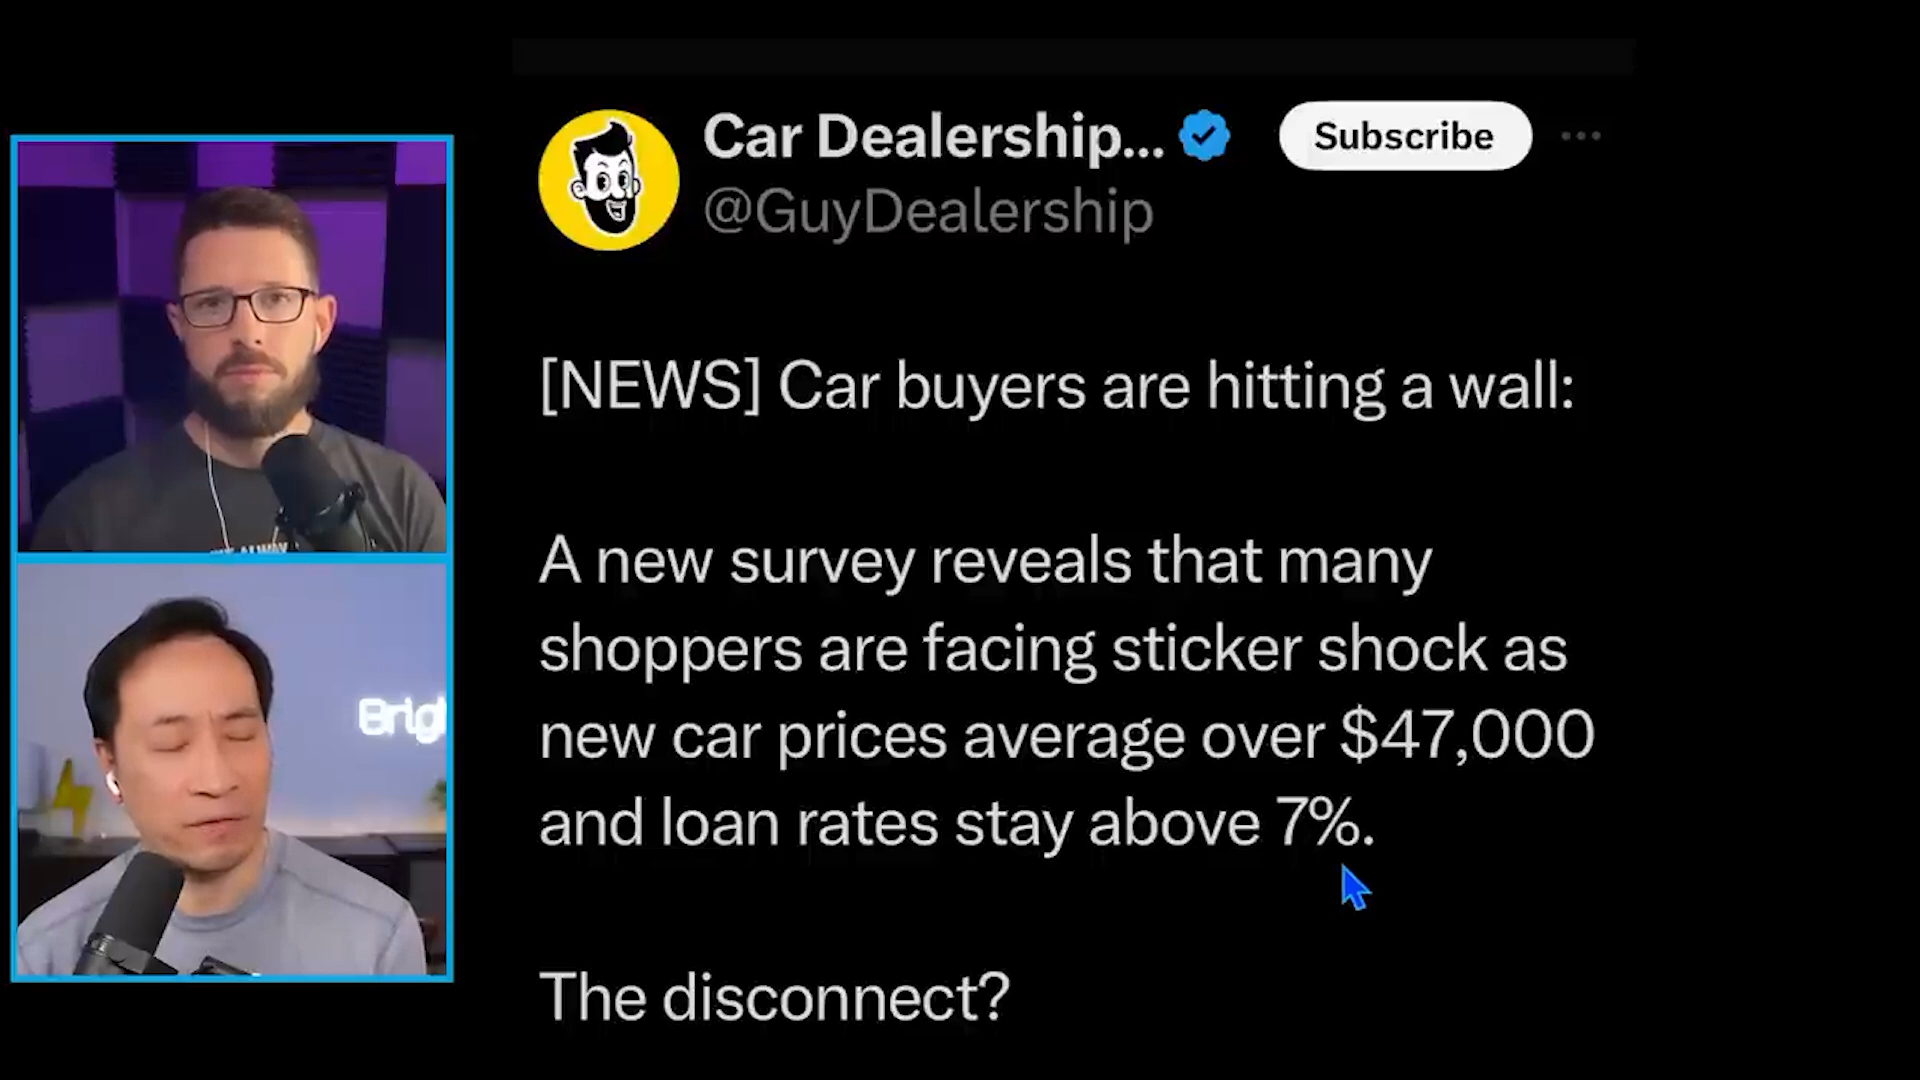 Car Dealership...
Subscribe
@GuyDealership
[NEWS] Car buyers are hitting a wall:
A new survey reveals that many
shoppers are facing sticker shock as
new car prices average over $47,000
and loan rates stay above 7%.
The disconnect?